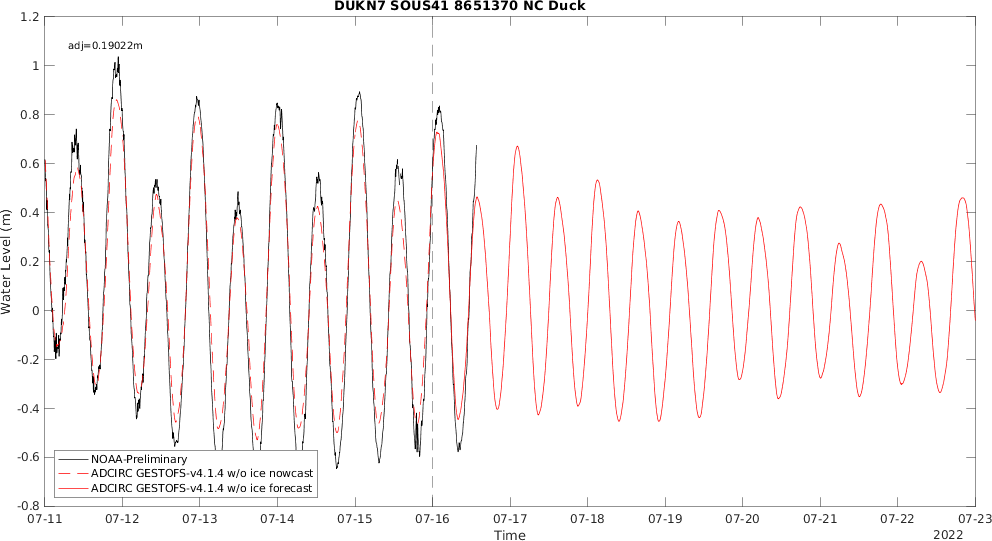 DUKN7 SOUS41 8651370 NC Duck
adj=0.19022m
1.2
1
0.8
0.6
0.4
0.2
0
-0.2
-0.4
-0.6
-0.8
Water Level (m)
NOAA-Preliminary
ADCIRC GESTOFS-v4.1.4 w/o ice nowcast
ADCIRC GESTOFS-v4.1.4 w/o ice forecast
07-11 07-12 07-13 07-14 07-15 07-16 07-17 07-18 07-19 07-20 07-21 07-22 07-23
Time
2022